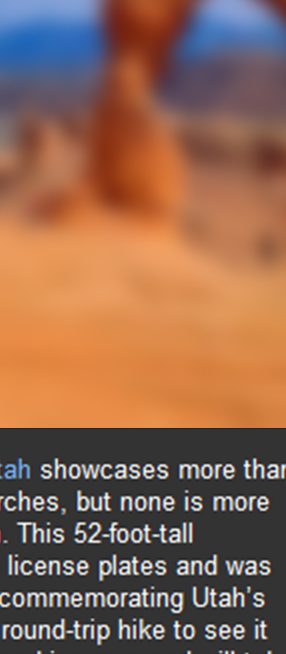 tah showcases more than
rches, but none is more
. This 52-foot-tall
license plates and was
commemorating Utah's
round-trip hike to see it